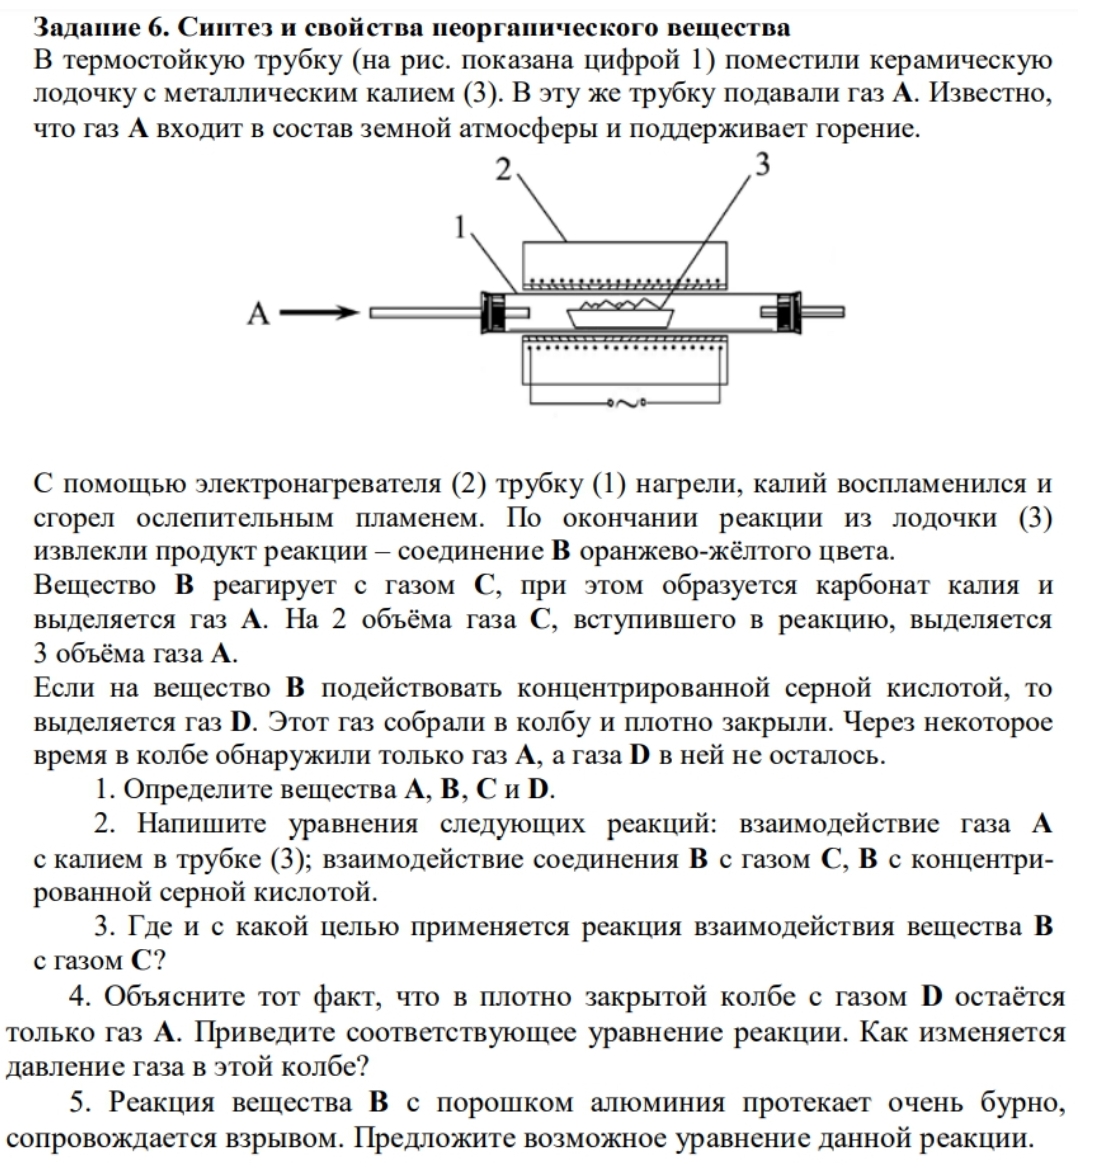 Задание 6. Синтез и свойства неорганического вещества
В термостойкую трубку (на рис. показана цифрой 1) поместили керамическую
лодочку с металлическим калием (3). В эту же трубку подавали газ А. Известно,
что газ А входит в состав земной атмосферы и поддерживает горение.
2
3
1
А
С помощью электронагревателя (2) трубку (1) нагрели, калий воспламенился и
сгорел ослепительным пламенем. По окончании реакции из лодочки (3)
извлекли продукт реакции – соединение В оранжево-жёлтого цвета.
Вещество В реагирует с газом С, при этом образуется карбонат калия и
выделяется газ А. На 2 объёма газа С, вступившего в реакцию, выделяется
3 объёма газа А.
Если на вещество В подействовать концентрированной серной кислотой, то
выделяется газ D. Этот газ собрали в колбу и плотно закрыли. Через некоторое
время в колбе обнаружили только газ А, а газа D в ней не осталось.
1. Определите вещества А, В, С и D.
2. Напишите уравнения следующих реакций: взаимодействие газа А
с калием в трубке (3); взаимодействие соединения В с газом С, В с концентри-
рованной серной кислотой.
3. Где и с какой целью применяется реакция взаимодействия вещества В
с газом С?
4. Объясните тот факт, что в плотно закрытой колбе с газом D остаётся
только газ А. Приведите соответствующее уравнение реакции. Как изменяется
давление газа в этой колбе?
5. Реакция вещества В с порошком алюминия протекает очень бурно,
сопровождается взрывом. Предложите возможное уравнение данной реакции.